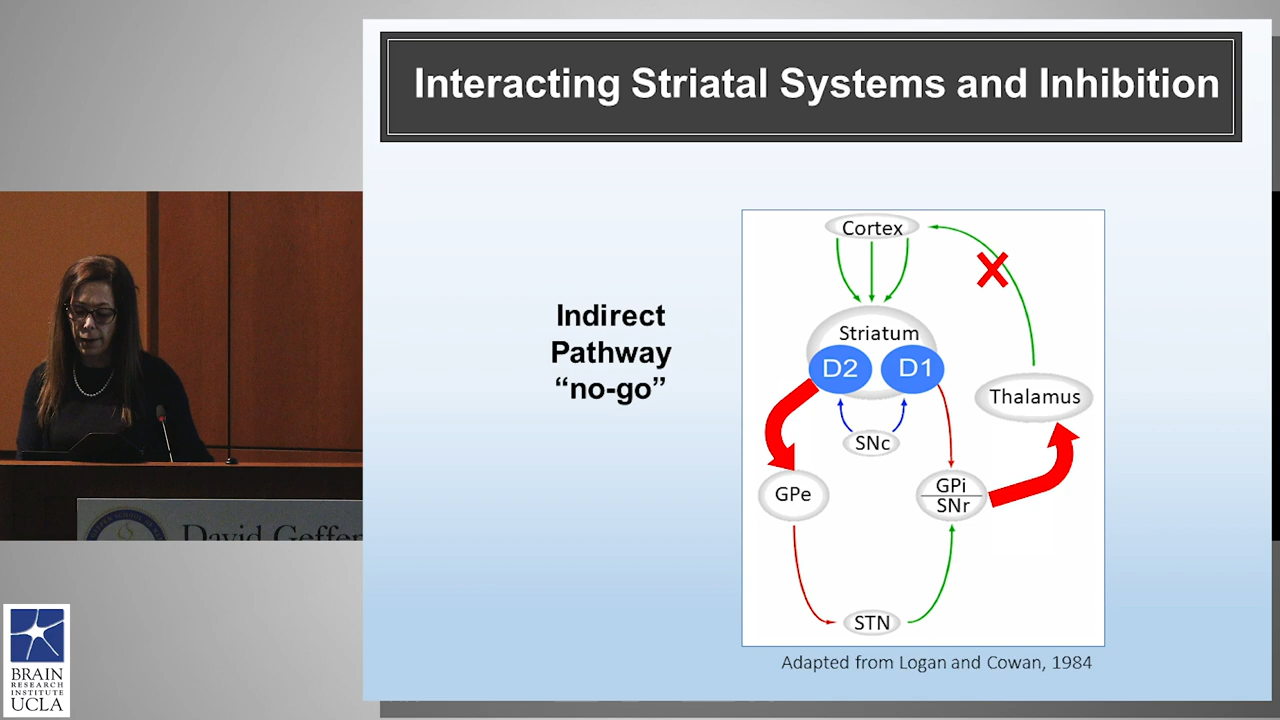 Interacting Striatal Systems and Inhibition
Indirect
Pathway
“no-go”
Cortex
Striatum
D2
D1
Thalamus
SNc
GPe
GPi
SNr
STN
Adapted from Logan and Cowan, 1984
David Geffen
BRAIN
RESEARCH
INSTITUTE
UCLA